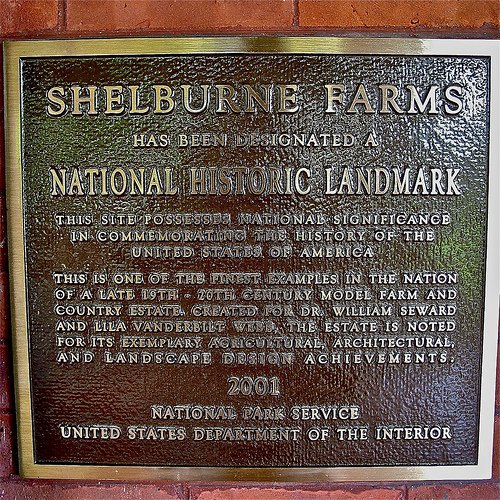 SHELBURNE FARMS
HAS BEEN DESIGNATED A
NATIONAL HISTORIC LANDMARK
THIS SITE POSSESSES NATIONAL SIGNIFICANCE
IN COMMEMORATING THE HISTORY OF THE
UNITED STATES OF AMERICA
THIS IS ONE OF THE FINEST EXAMPLES IN THE NATION
OF A LATE 19TH - 20TH CENTURY MODEL FARM AND
COUNTRY ESTATE. CREATED FOR DR. WILLIAM SEWARD
AND LILA VANDERBILT WEBB, THE ESTATE IS NOTED
FOR ITS EXEMPLARY AGRICULTURAL, ARCHITECTURAL,
AND LANDSCAPE DESIGN ACHIEVEMENTS.
2001
NATIONAL PARK SERVICE
UNITED STATES DEPARTMENT OF THE INTERIOR